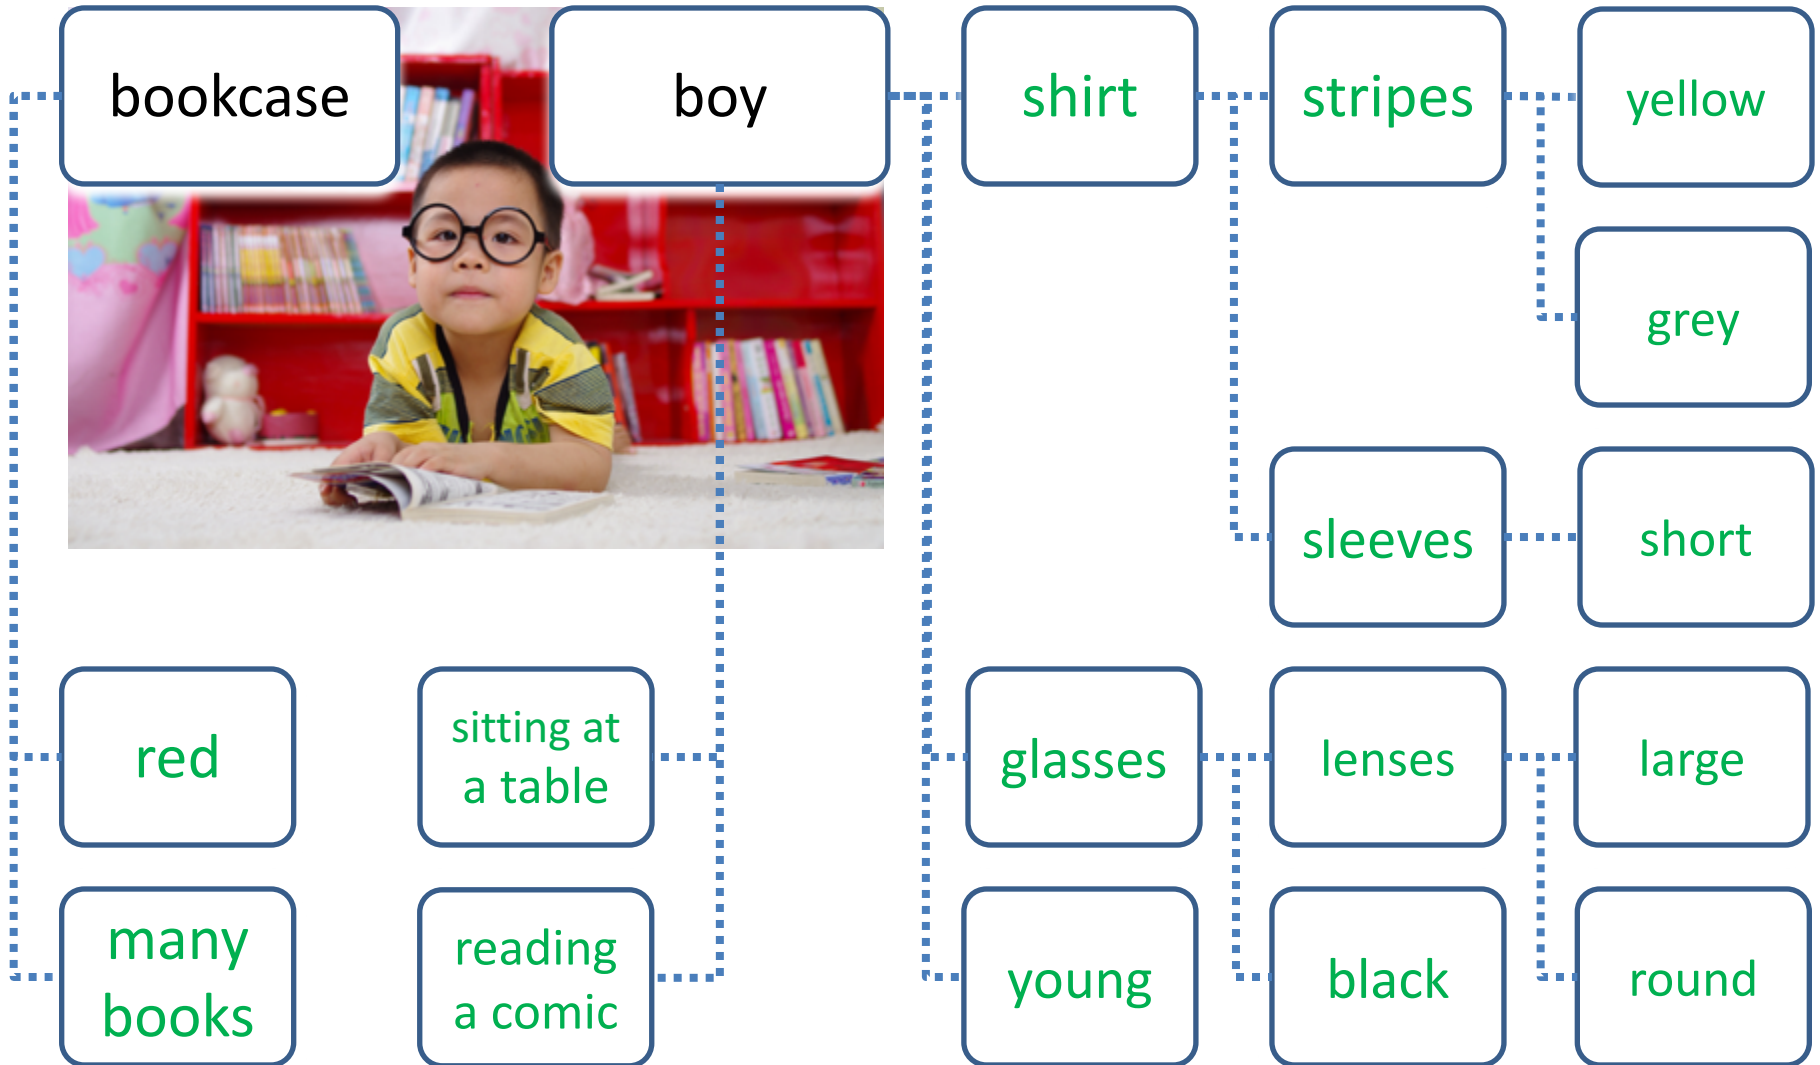 bookcase
boy
shirt
stripes
yellow
grey
sleeves
short
red
sitting at
a table
glasses
lenses
large
many
books
reading
a comic
young
black
round